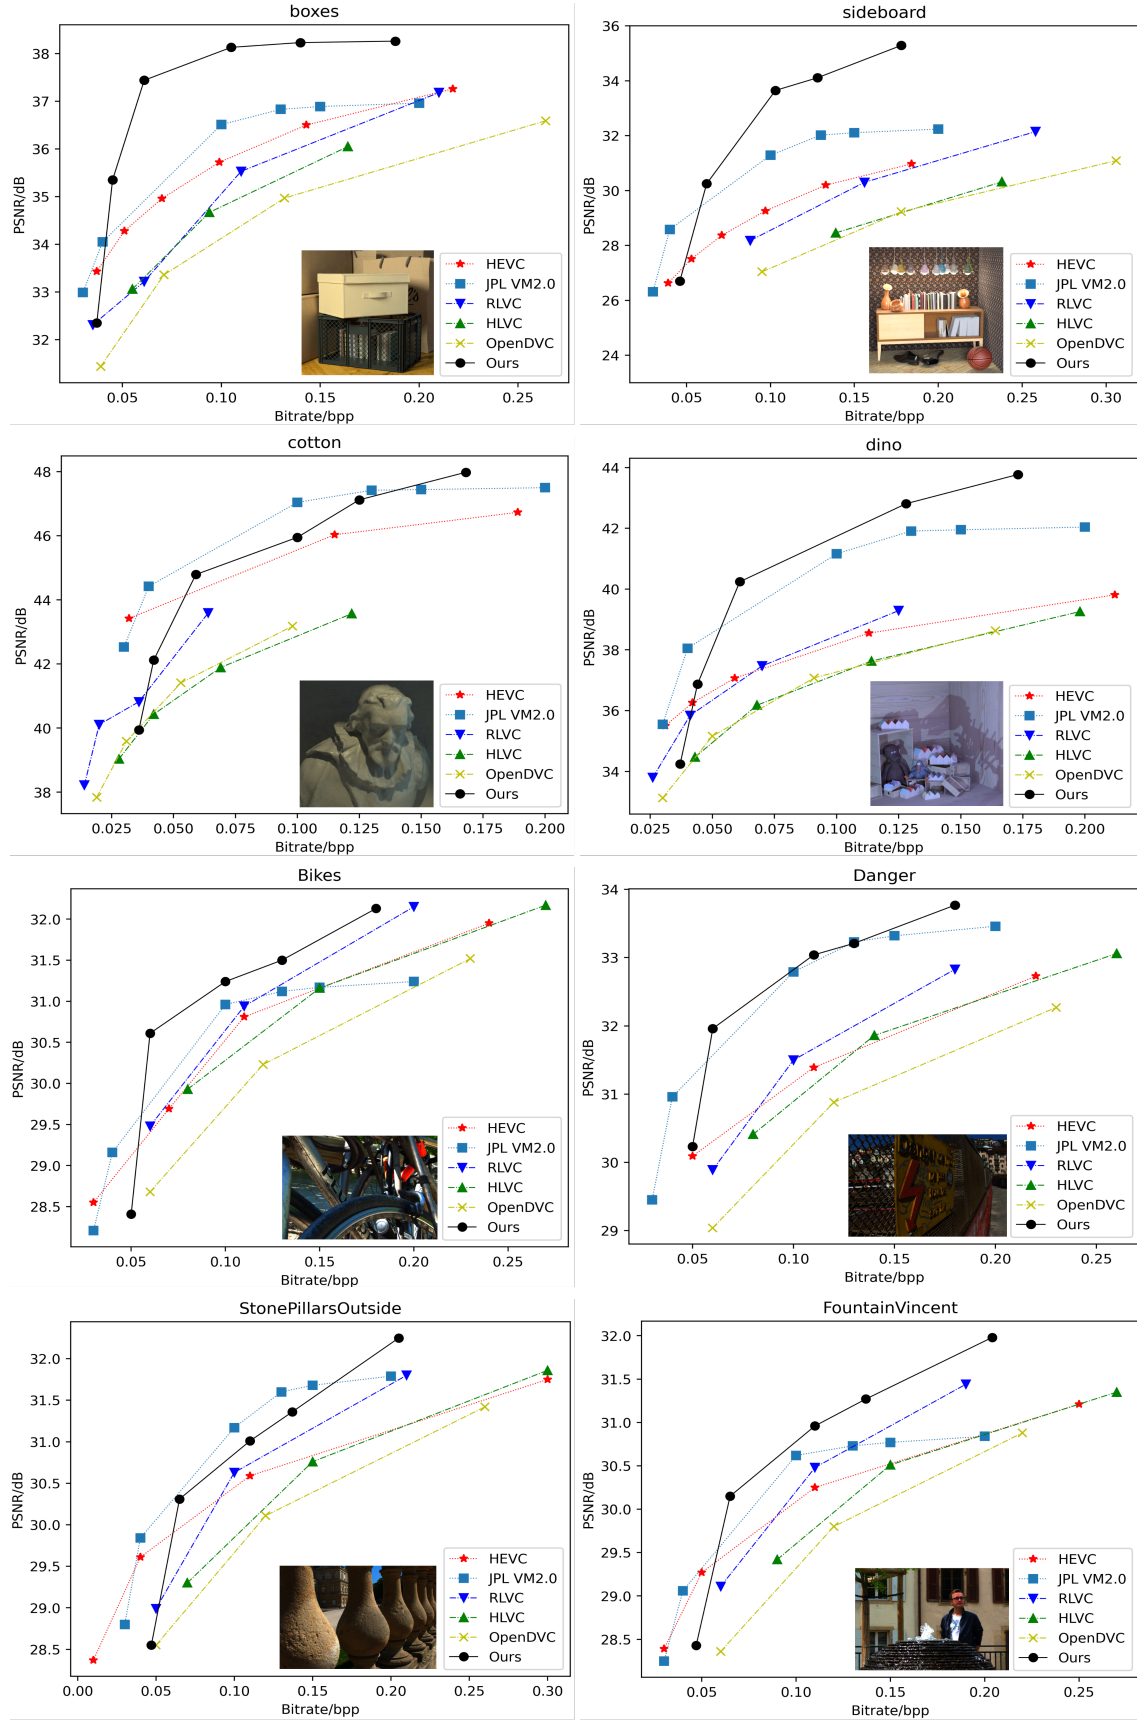 boxes
38
37
36
35
34
33
32
PSNR/dB
0.05 0.10 0.15 0.20 0.25
Bitrate/bpp
HEVC
JPL VM2.0
RLVC
HLVC
OpenDVC
Ours
sideboard
36
34
32
30
28
26
24
PSNR/dB
0.05 0.10 0.15 0.20 0.25 0.30
Bitrate/bpp
HEVC
JPL VM2.0
RLVC
HLVC
OpenDVC
Ours
cotton
48
46
44
42
40
38
PSNR/dB
0.025 0.050 0.075 0.100 0.125 0.150 0.175 0.200
Bitrate/bpp
HEVC
JPL VM2.0
RLVC
HLVC
OpenDVC
Ours
dino
44
42
40
38
36
34
PSNR/dB
0.025 0.050 0.075 0.100 0.125 0.150 0.175 0.200
Bitrate/bpp
HEVC
JPL VM2.0
RLVC
HLVC
OpenDVC
Ours
Bikes
32.0
31.5
31.0
30.5
30.0
29.5
29.0
28.5
PSNR/dB
0.05 0.10 0.15 0.20 0.25
Bitrate/bpp
HEVC
JPL VM2.0
RLVC
HLVC
OpenDVC
Ours
Danger
34
33
32
31
30
29
PSNR/dB
0.05 0.10 0.15 0.20 0.25
Bitrate/bpp
HEVC
JPL VM2.0
RLVC
HLVC
OpenDVC
Ours
StonePillarsOutside
32.0
31.5
31.0
30.5
30.0
29.5
29.0
28.5
PSNR/dB
0.00 0.05 0.10 0.15 0.20 0.25 0.30
Bitrate/bpp
HEVC
JPL VM2.0
RLVC
HLVC
OpenDVC
Ours
FountainVincent
32.0
31.5
31.0
30.5
30.0
29.5
29.0
28.5
PSNR/dB
0.05 0.10 0.15 0.20 0.25
Bitrate/bpp
HEVC
JPL VM2.0
RLVC
HLVC
OpenDVC
Ours